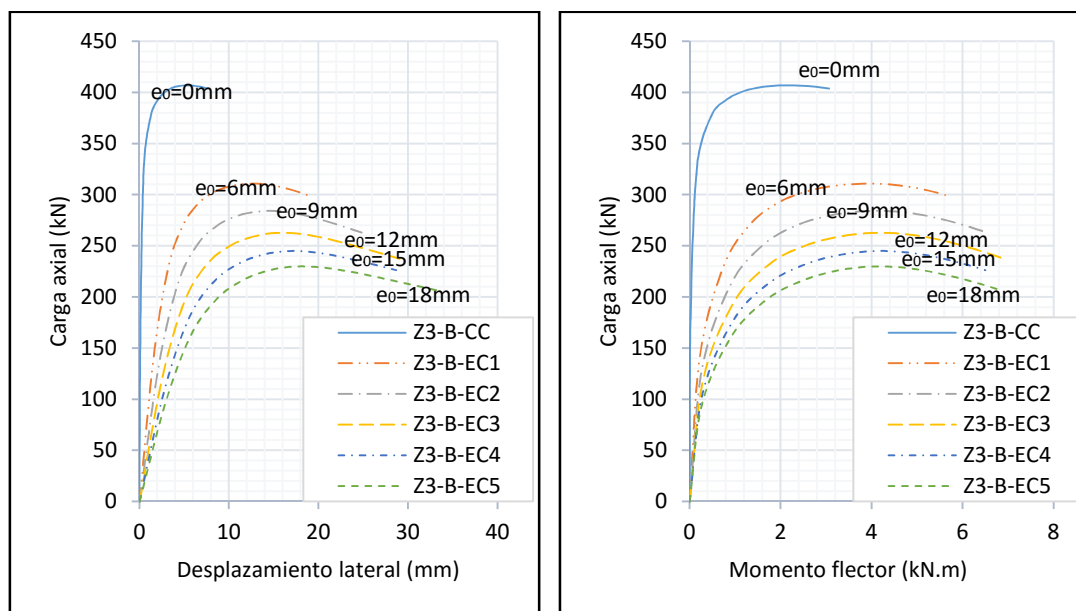 450
400
350
300
250
200
150
100
50
0
Carga axial (kN)
e₀=0mm
e₀=6mm
e₀=9mm
e₀=12mm
e₀=15mm
e₀=18mm
Z3-B-CC
Z3-B-EC1
Z3-B-EC2
Z3-B-EC3
Z3-B-EC4
Z3-B-EC5
0 10 20 30 40
Desplazamiento lateral (mm)
450
400
350
300
250
200
150
100
50
0
Carga axial (kN)
e₀=0mm
e₀=6mm
e₀=9mm
e₀=12mm
e₀=15mm
e₀=18mm
Z3-B-CC
Z3-B-EC1
Z3-B-EC2
Z3-B-EC3
Z3-B-EC4
Z3-B-EC5
0 2 4 6 8
Momento flector (kN.m)